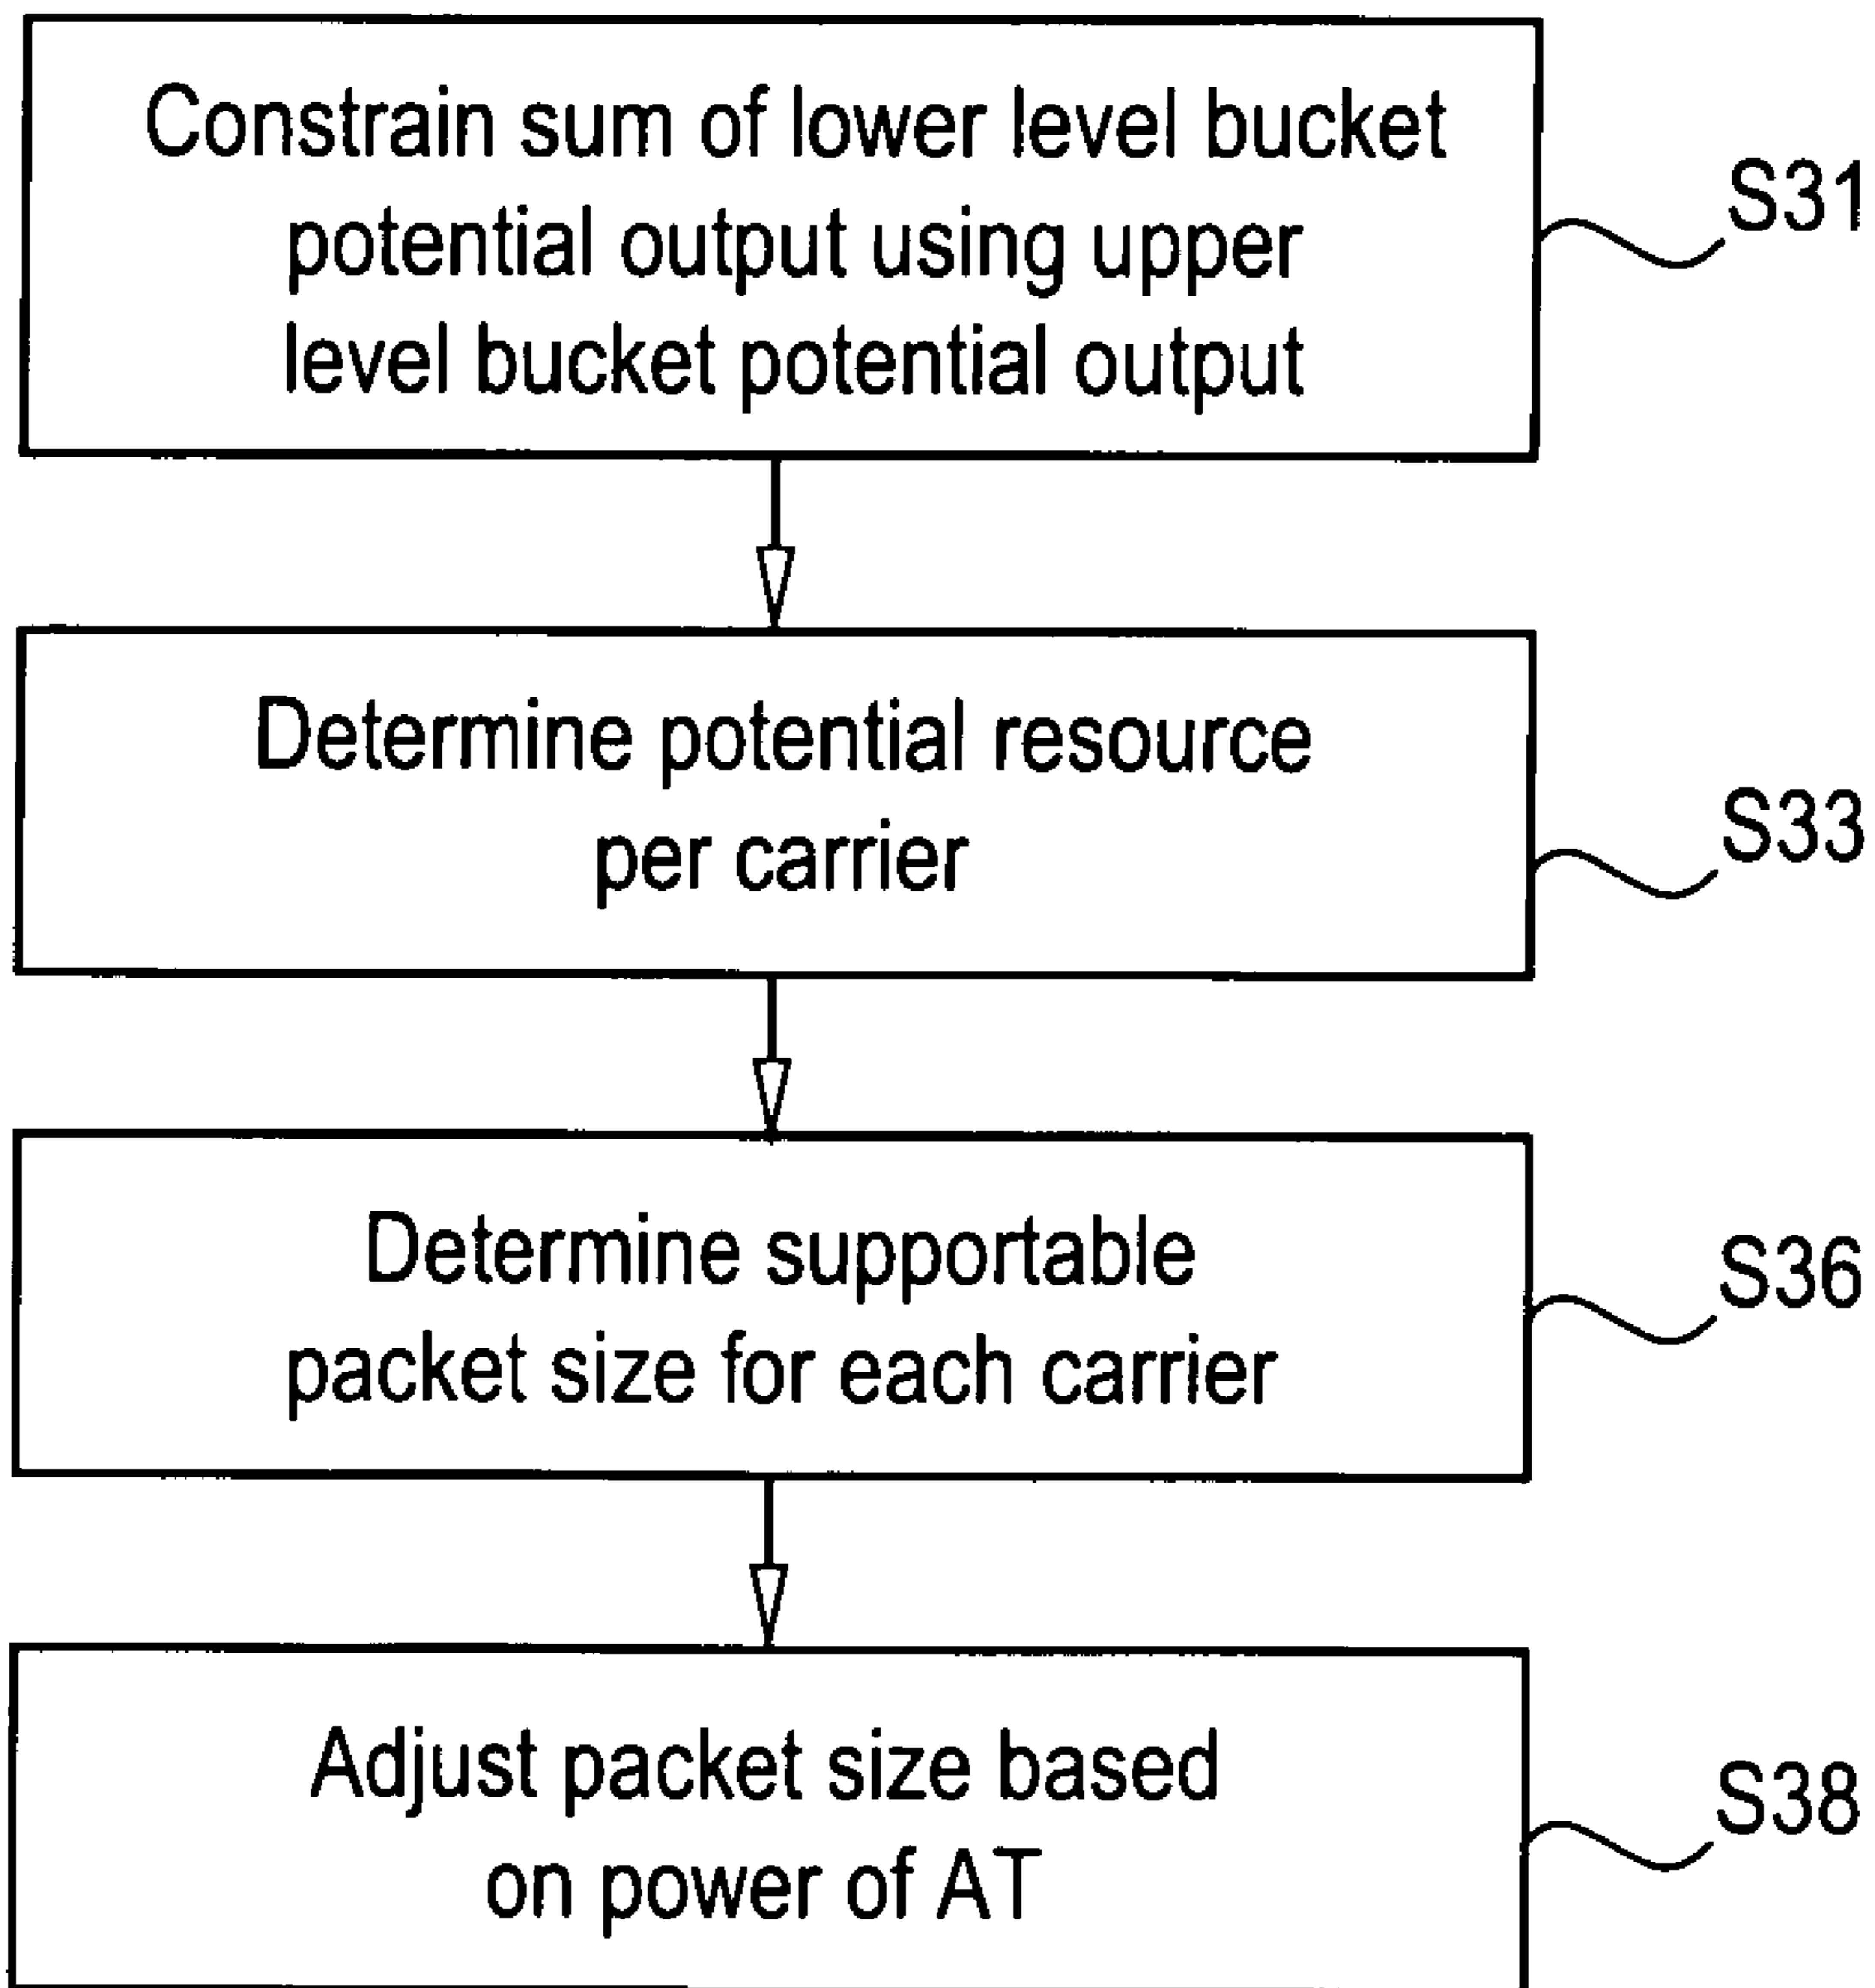 Constrain sum of lower level bucket
potential output using upper
level bucket potential output
S31
Determine potential resource
per carrier
S33
Determine supportable
packet size for each carrier
S36
Adjust packet size based
on power of AT
S38